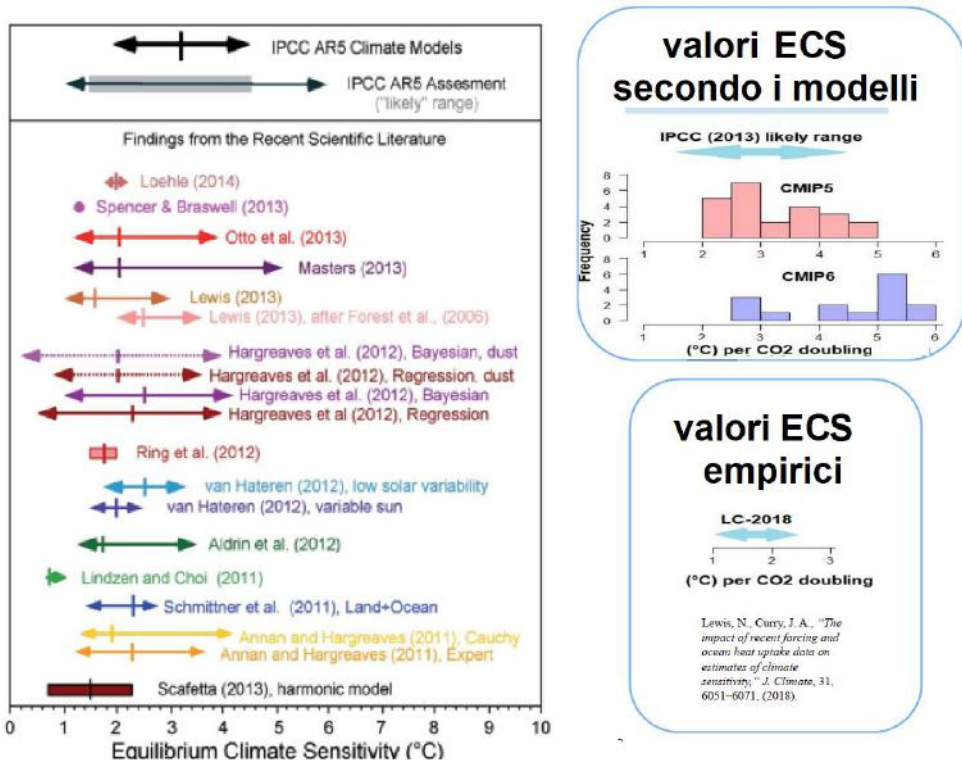 IPCC AR5 Climate Models
IPCC AR5 Assesment
("likely" range)
Findings from the Recent Scientific Literature
Loehle (2014)
Spencer & Braswell (2013)
Otto et al. (2013)
Masters (2013)
Lewis (2013)
Lewis (2013), after Forest et al., (2006)
Hargreaves et al. (2012), Bayesian, dust
Hargreaves et al. (2012), Regression, dust
Hargreaves et al. (2012), Bayesian
Hargreaves et al (2012), Regression
Ring et al. (2012)
van Hateren (2012), low solar variability
van Hateren (2012), variable sun
Aldrin et al. (2012)
Lindzen and Choi (2011)
Schmittner et al. (2011), Land+Ocean
Annan and Hargreaves (2011), Cauchy
Annan and Hargreaves (2011), Expert
Scafetta (2013), harmonic model
0 1 2 3 4 5 6 7 8 9 10
Equilibrium Climate Sensitivity (°C)
valori ECS
secondo i modelli
IPCC (2013) likely range
CMIP5
8
6
4
2
0
1 2 3 4 5 6
Frequency
CMIP6
8
6
4
2
0
1 2 3 4 5 6
(°C) per CO2 doubling
valori ECS
empirici
LC-2018
1 2 3
(°C) per CO2 doubling
Lewis, N., Curry, J. A., "The
impact of recent forcing and
ocean heat uptake data on
estimates of climate
sensitivity," J. Climate, 31,
6051–6071, (2018).